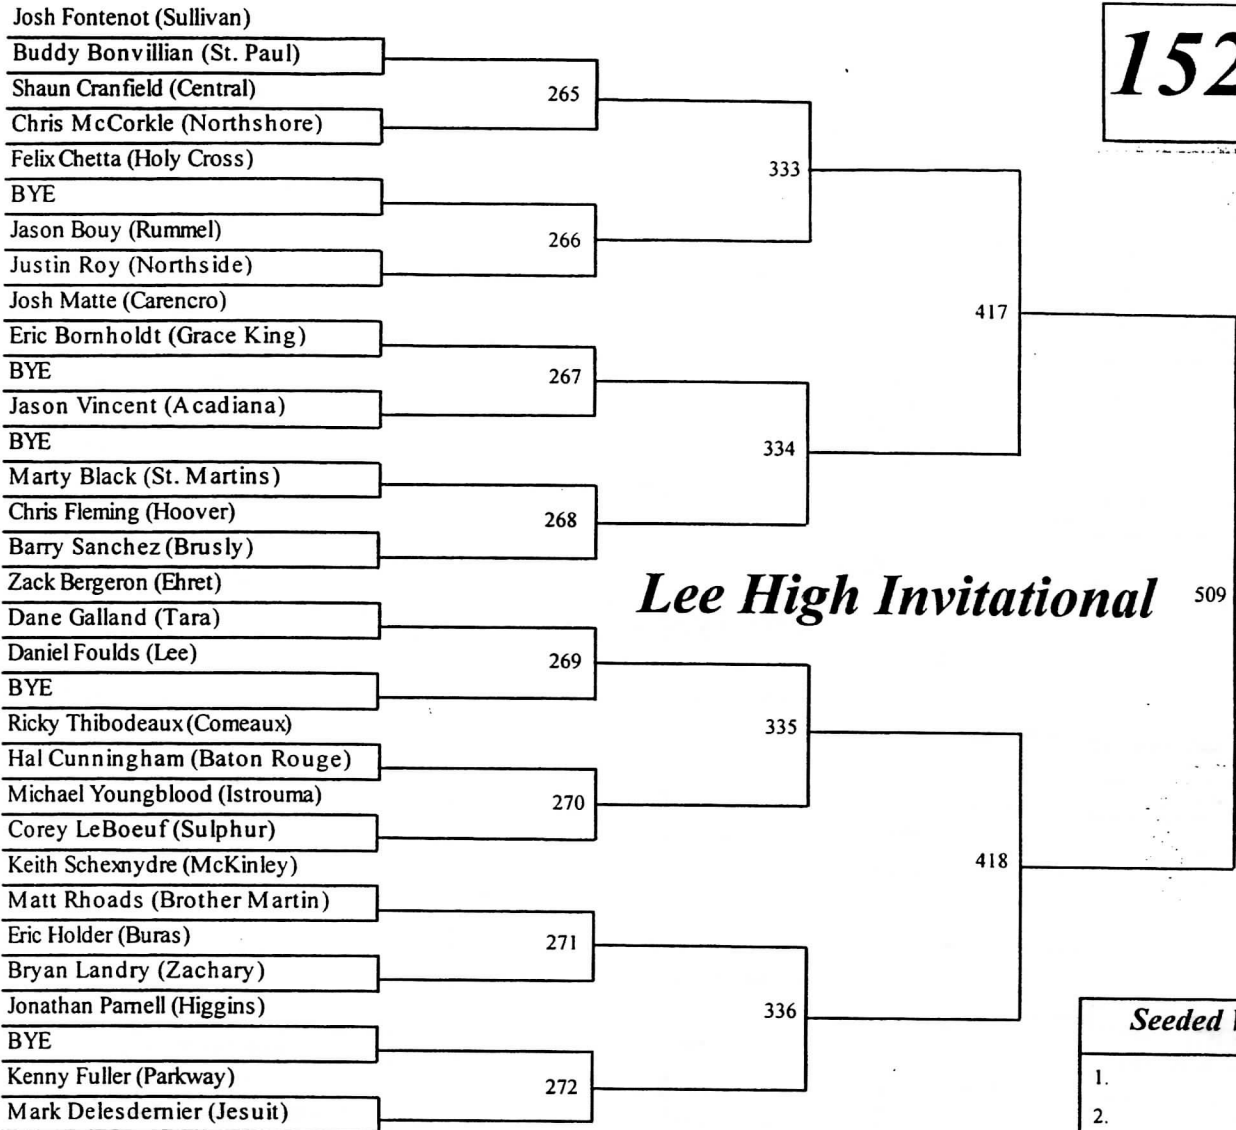 Josh Fontenot (Sullivan)
Buddy Bonvillian (St. Paul)
Shaun Cranfield (Central)
Chris McCorkle (Northshore)
Felix Chetta (Holy Cross)
BYE
Jason Bouy (Rummel)
Justin Roy (Northside)
Josh Matte (Carencro)
Eric Bornholdt (Grace King)
BYE
Jason Vincent (Acadiana)
BYE
Marty Black (St. Martins)
Chris Fleming (Hoover)
Barry Sanchez (Brusly)
Zack Bergeron (Ehret)
Dane Galland (Tara)
Daniel Foulds (Lee)
BYE
Ricky Thibodeaux (Comeaux)
Hal Cunningham (Baton Rouge)
Michael Youngblood (Istrouma)
Corey LeBoeuf (Sulphur)
Keith Schexnydre (McKinley)
Matt Rhoads (Brother Martin)
Eric Holder (Buras)
Bryan Landry (Zachary)
Jonathan Parnell (Higgins)
BYE
Kenny Fuller (Parkway)
Mark Delesdernier (Jesuit)
265
266
267
268
269
270
271
272
333
334
335
336
417
418
509
152
Lee High Invitational
Seeded
1.
2.